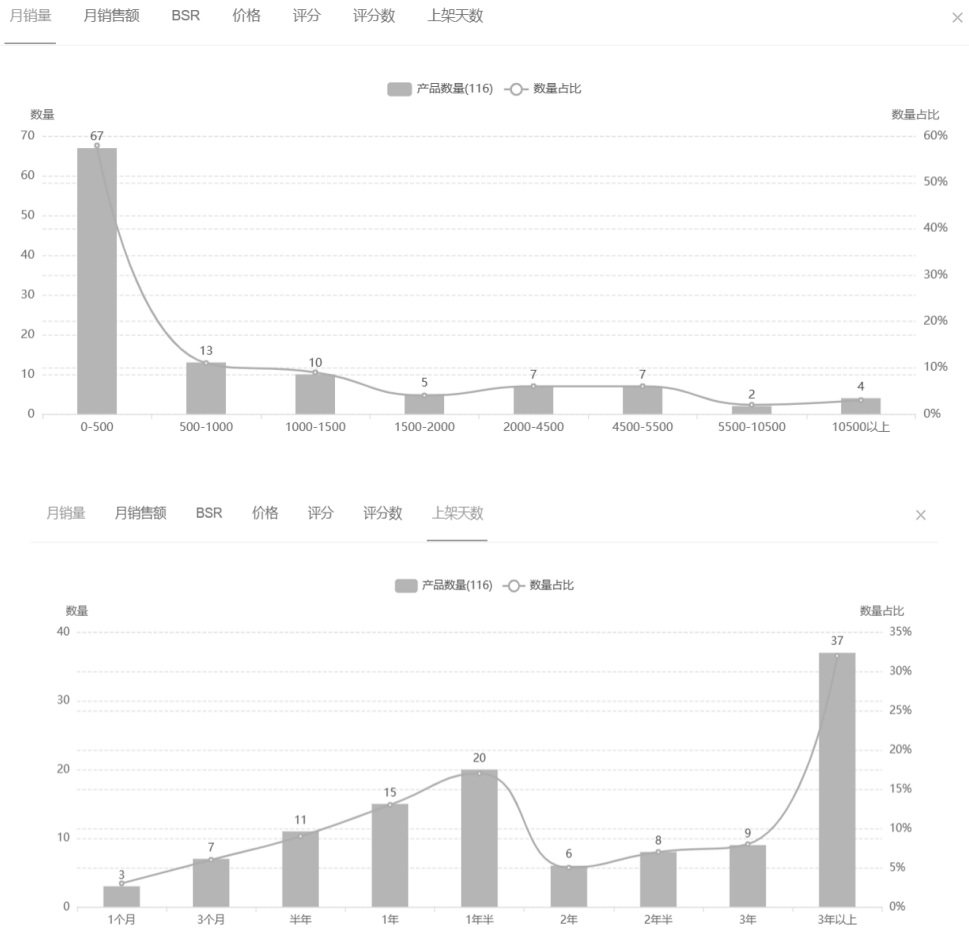 月销量 月销售额 BSR 价格 评分 评分数 上架天数 ×
产品数量(116) 数量占比
数量 数量占比
70 67 60%
60 50%
50 40%
40 30%
30 20%
20 13 10 10%
10 5 7 7 2 4
0 0%
0-500 500-1000 1000-1500 1500-2000 2000-4500 4500-5500 5500-10500 10500以上
月销量 月销售额 BSR 价格 评分 评分数 上架天数 ×
产品数量(116) 数量占比
数量 数量占比
40 37 35%
30%
30 25%
20 20 20%
15 15%
10 11 6 8 9 10%
3 7 5%
0 0%
1个月 3个月 半年 1年 1年半 2年 2年半 3年 3年以上